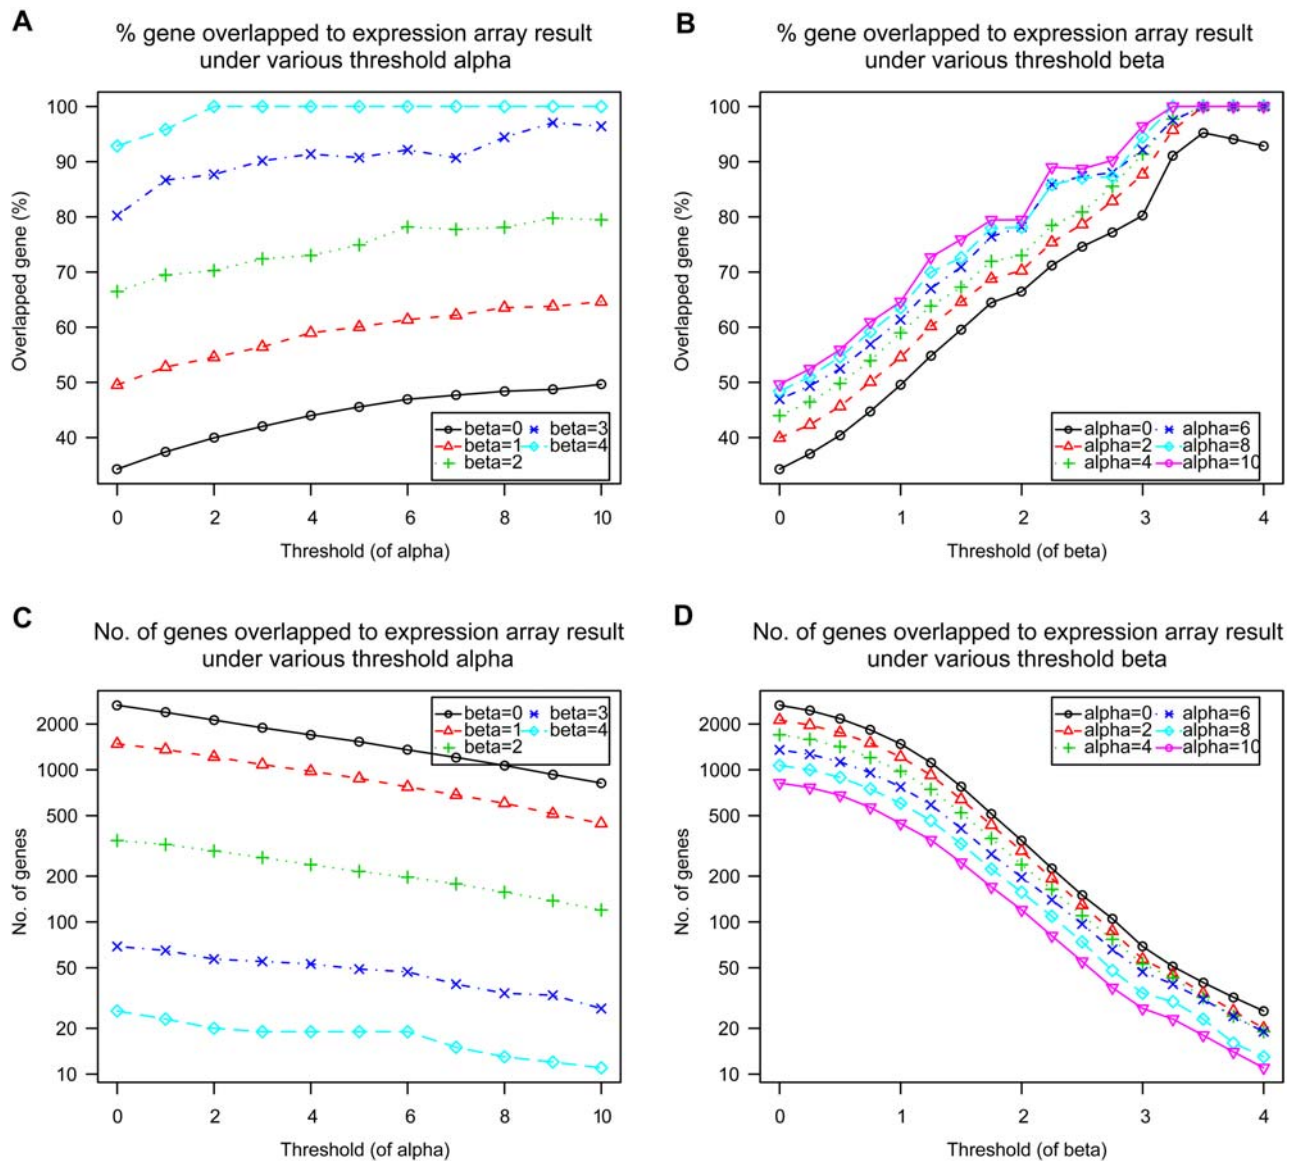 A
% gene overlapped to expression array result
under various threshold alpha
Overlapped gene (%)
100
90
80
70
60
50
40
beta=0
beta=3
beta=1
beta=4
beta=2
0 2 4 6 8 10
Threshold (of alpha)
B
% gene overlapped to expression array result
under various threshold beta
Overlapped gene (%)
100
90
80
70
60
50
40
alpha=0
alpha=6
alpha=2
alpha=8
alpha=4
alpha=10
0 1 2 3 4
Threshold (of beta)
C
No. of genes overlapped to expression array result
under various threshold alpha
No. of genes
2000
1000
500
200
100
50
20
10
beta=0
beta=3
beta=1
beta=4
beta=2
0 2 4 6 8 10
Threshold (of alpha)
D
No. of genes overlapped to expression array result
under various threshold beta
No. of genes
2000
1000
500
200
100
50
20
10
alpha=0
alpha=6
alpha=2
alpha=8
alpha=4
alpha=10
0 1 2 3 4
Threshold (of beta)